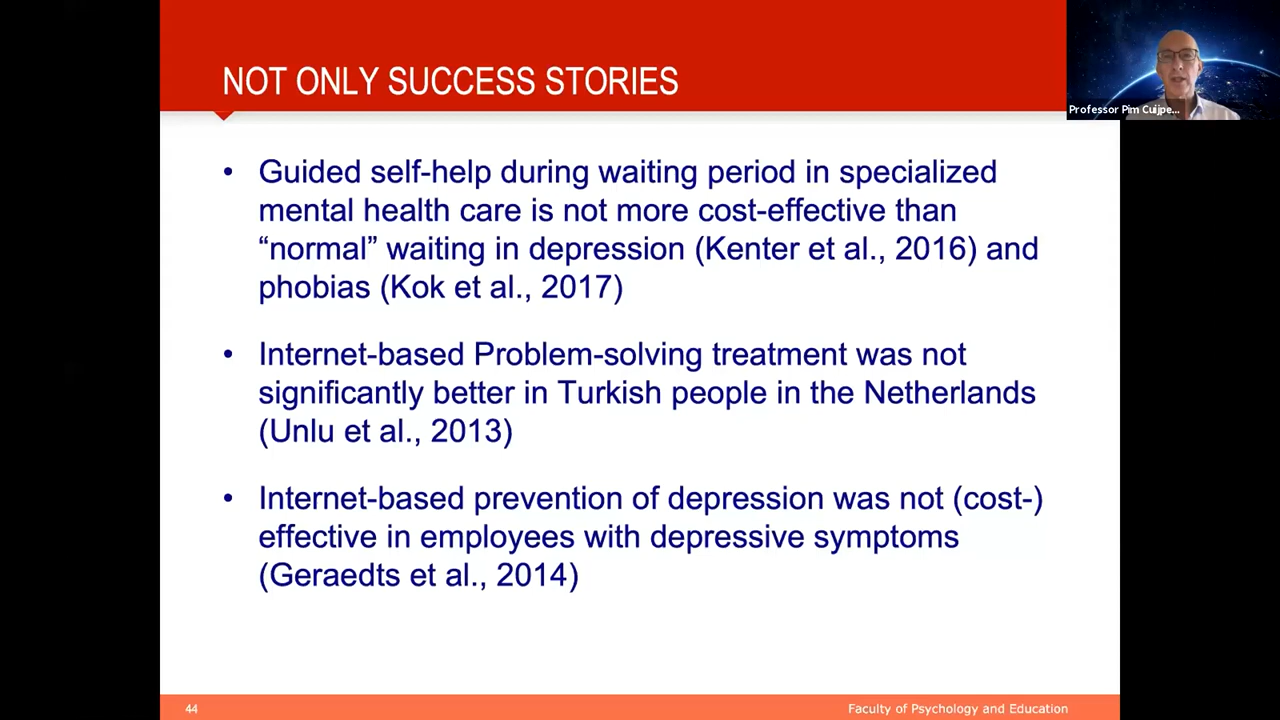 NOT ONLY SUCCESS STORIES
Professor Pim Cuijpe...
• Guided self-help during waiting period in specialized
mental health care is not more cost-effective than
“normal” waiting in depression (Kenter et al., 2016) and
phobias (Kok et al., 2017)
• Internet-based Problem-solving treatment was not
significantly better in Turkish people in the Netherlands
(Unlu et al., 2013)
• Internet-based prevention of depression was not (cost-)
effective in employees with depressive symptoms
(Geraedts et al., 2014)
44
Faculty of Psychology and Education